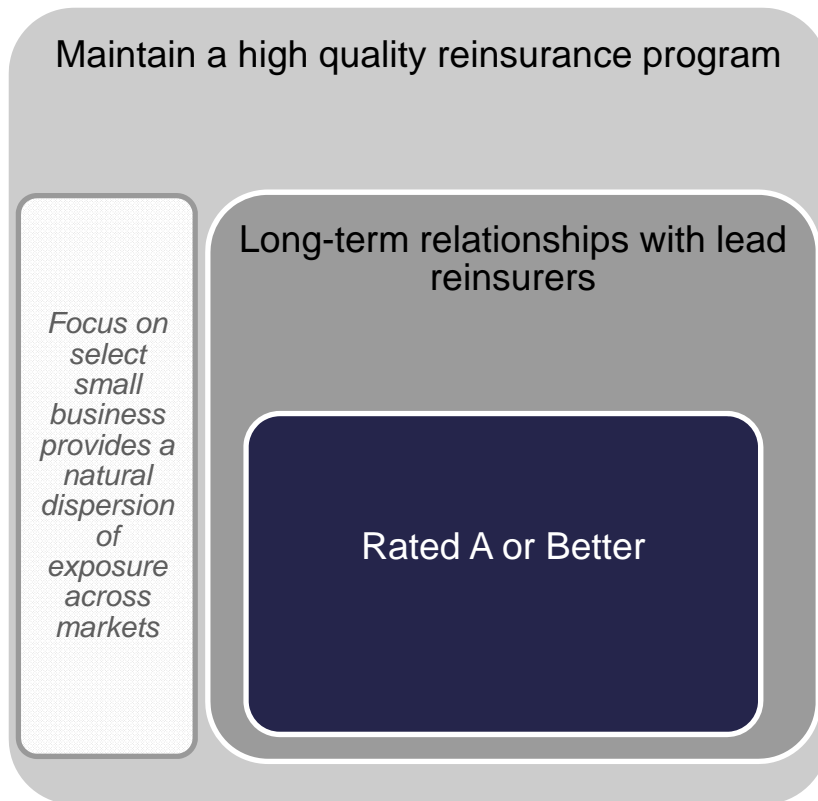 Maintain a high quality reinsurance program
Long-term relationships with lead
reinsurers
Focus on
select
small
business
provides a
natural
dispersion
of
exposure
across
markets
Rated A or Better